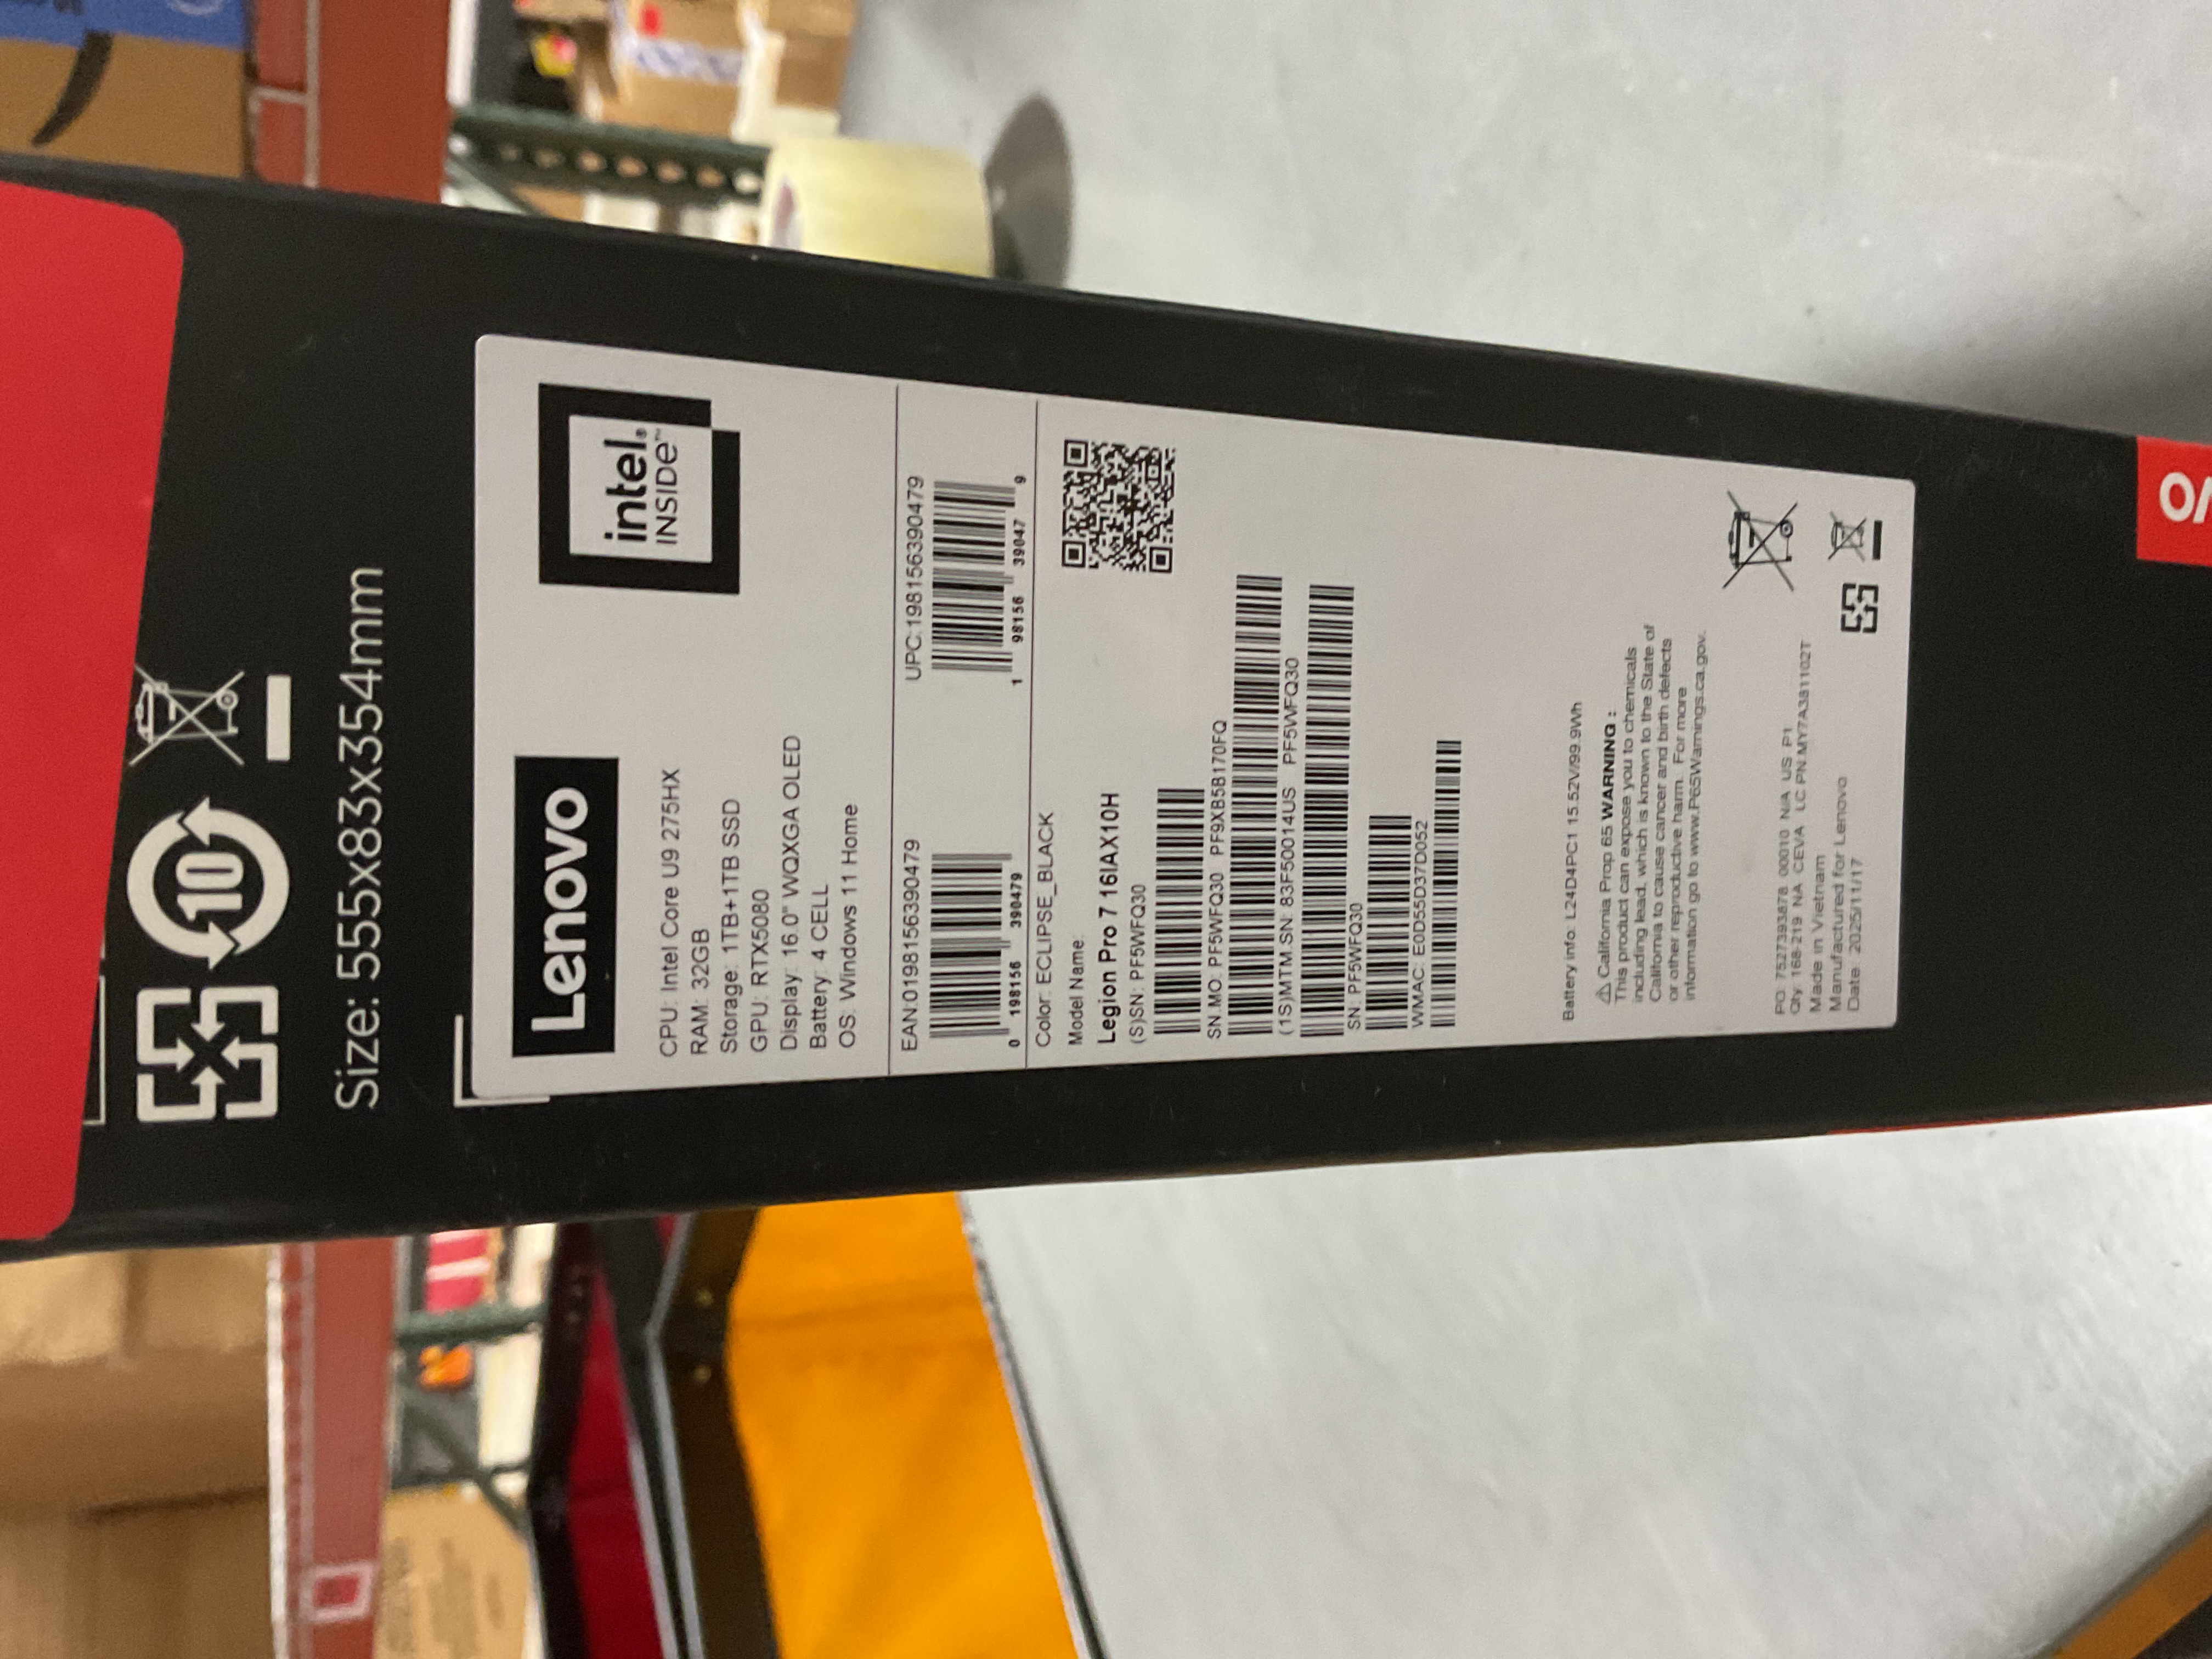 10
Size: 555x83x354mm
Lenovo
intel®
INSIDE™
CPU: Intel Core U9 275HX
RAM: 32GB
Storage: 1TB+1TB SSD
GPU: RTX5080
Display: 16.0" WQXGA OLED
Battery: 4 CELL
OS: Windows 11 Home
EAN:0198156390479
UPC:198156390479
0 198156 390479
1 98156 39047 9
Color: ECLIPSE_BLACK
Model Name:
Legion Pro 7 16IAX10H
(S)SN: PF5WFQ30
SN.MO: PF5WFQ30 PF9XB5B170FQ
(1S)MTM.SN: 83F50014US PF5WFQ30
SN: PF5WFQ30
WMAC: E0D55D37D052
Battery info: L24D4PC1 15.52V/99.9Wh
⚠ California Prop 65 WARNING :
This product can expose you to chemicals
including lead, which is known to the State of
California to cause cancer and birth defects
or other reproductive harm. For more
information go to www.P65Warnings.ca.gov.
PO: 7527393878 00010 N/A US P1
Qty: 168-219 NA CEVA LC PN:MY7A381102T
Made in Vietnam
Manufactured for Lenovo
Date: 2025/11/17